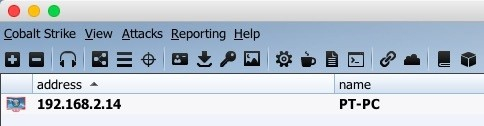 Cobalt Strike View Attacks Reporting Help
address name
192.168.2.14 PT-PC